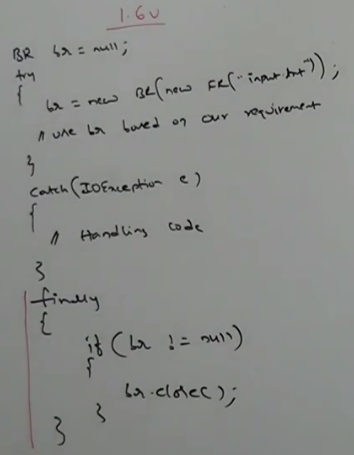 1.6v
BR br = null;
try
{
br = new BR(new FR("input.txt"));
// use br based on our requirement
}
catch(IOException e)
{
// Handling code
}
finally
{
if (br != null)
{
br.close();
}
}